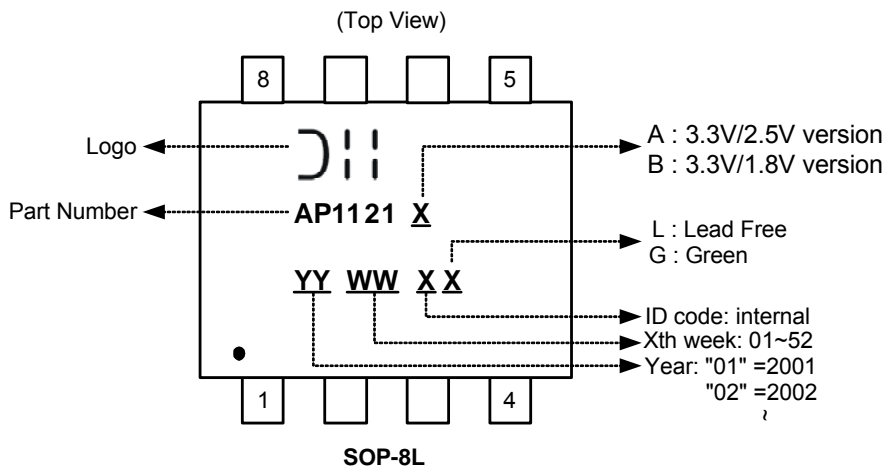 (Top View)
8
5
Logo
A : 3.3V/2.5V version
B : 3.3V/1.8V version
Part Number
AP1121 X
L : Lead Free
G : Green
YY WW X X
ID code: internal
Xth week: 01~52
Year: "01" =2001
"02" =2002
~
1
4
SOP-8L